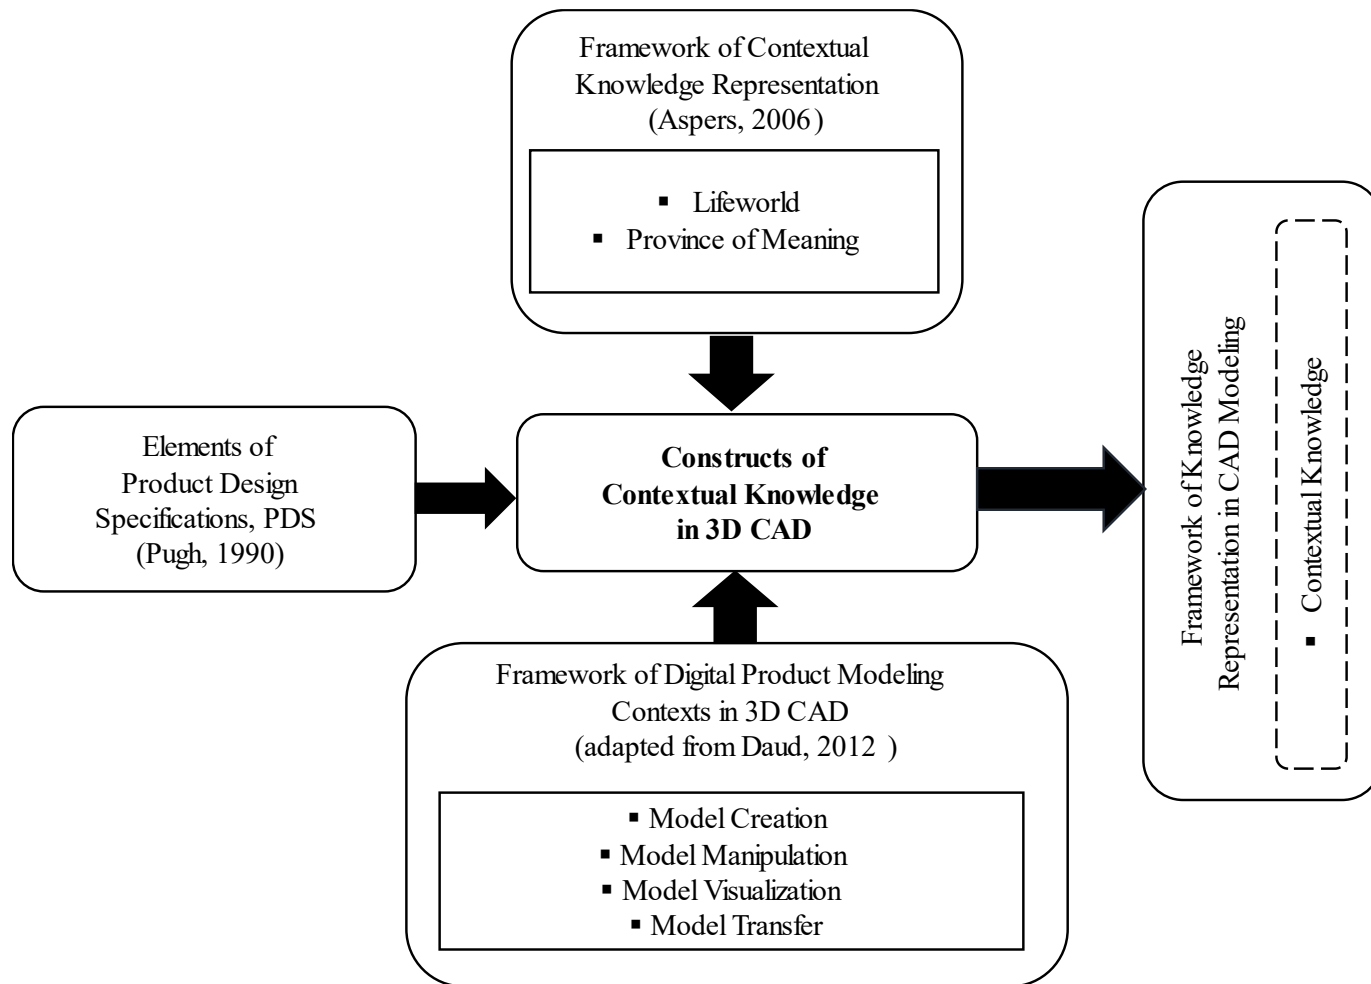 Framework of Contextual
Knowledge Representation
(Aspers, 2006 )
▪ Lifeworld
▪ Province of Meaning
Elements of
Product Design
Specifications, PDS
(Pugh, 1990)
Constructs of
Contextual Knowledge
in 3D CAD
Framework of Digital Product Modeling
Contexts in 3D CAD
(adapted from Daud, 2012 )
▪ Model Creation
▪ Model Manipulation
▪ Model Visualization
▪ Model Transfer
Framework of Knowledge
Representation in CAD Modeling
▪ Contextual Knowledge